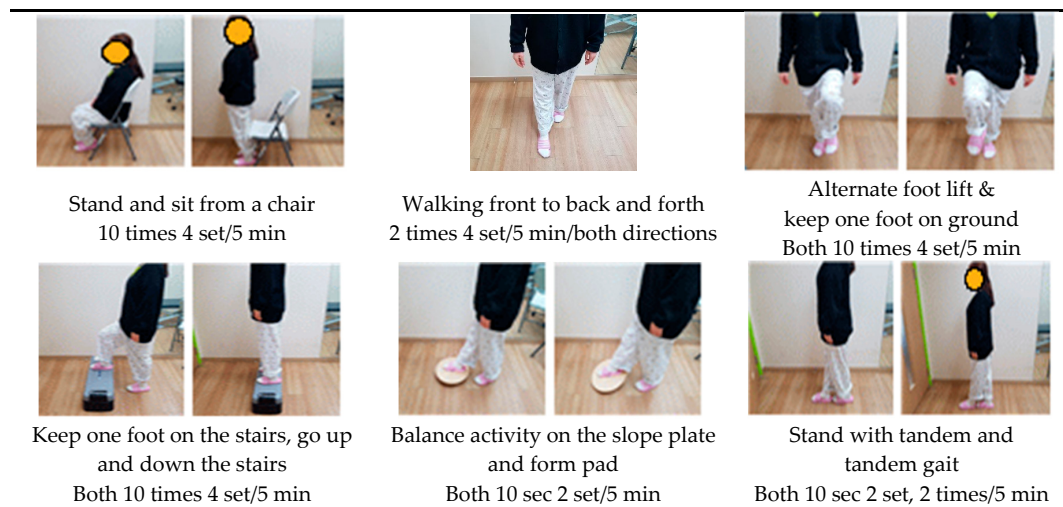 Stand and sit from a chair
10 times 4 set/5 min
Walking front to back and forth
2 times 4 set/5 min/both directions
Alternate foot lift &
keep one foot on ground
Both 10 times 4 set/5 min
Keep one foot on the stairs, go up
and down the stairs
Both 10 times 4 set/5 min
Balance activity on the slope plate
and form pad
Both 10 sec 2 set/5 min
Stand with tandem and
tandem gait
Both 10 sec 2 set, 2 times/5 min